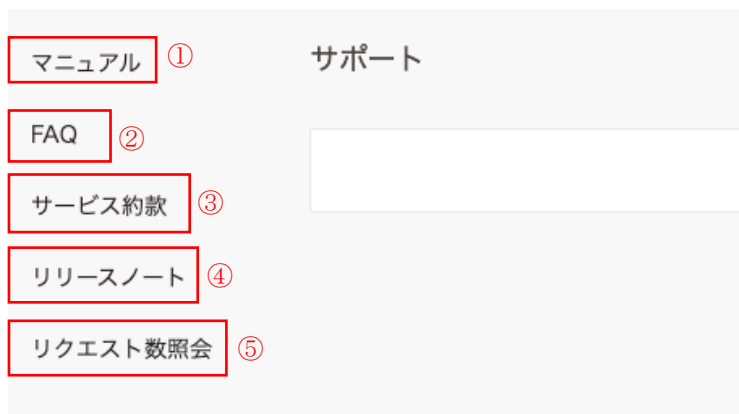 マニュアル ①
サポート
FAQ ②
サービス約款 ③
リリースノート ④
リクエスト数照会 ⑤